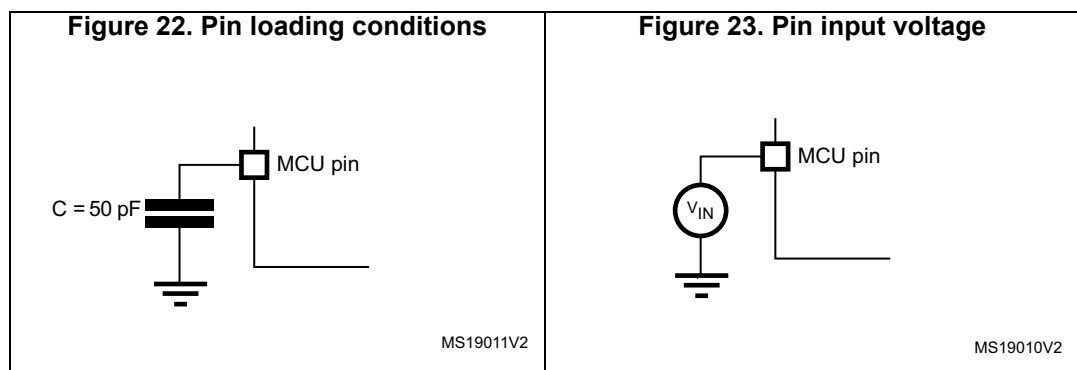 Figure 22. Pin loading conditions
MCU pin
C = 50 pF
MS19011V2
Figure 23. Pin input voltage
MCU pin
VIN
MS19010V2